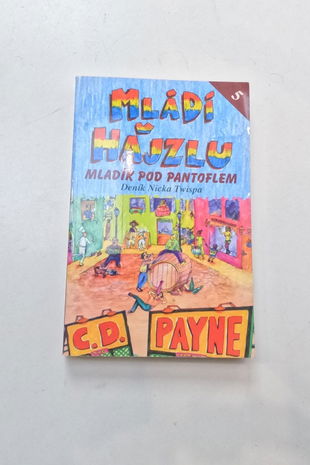 5
MLÁDÍ
V
HAJZLU
MLADÍK POD PANTOFLEM
Deník Nicka Twispa
C.D. PAYNE